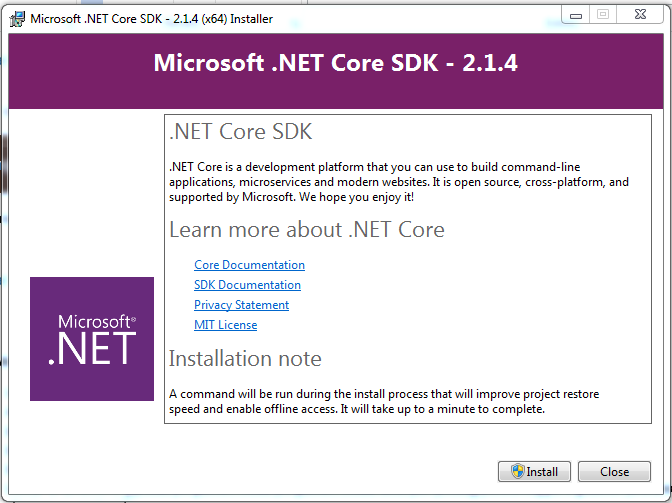 Microsoft .NET Core SDK - 2.1.4 (x64) Installer
Microsoft .NET Core SDK - 2.1.4
.NET Core SDK
.NET Core is a development platform that you can use to build command-line
applications, microservices and modern websites. It is open source, cross-platform, and
supported by Microsoft. We hope you enjoy it!
Learn more about .NET Core
Core Documentation
SDK Documentation
Privacy Statement
MIT License
Microsoft®
.NET
Installation note
A command will be run during the install process that will improve project restore
speed and enable offline access. It will take up to a minute to complete.
Install
Close